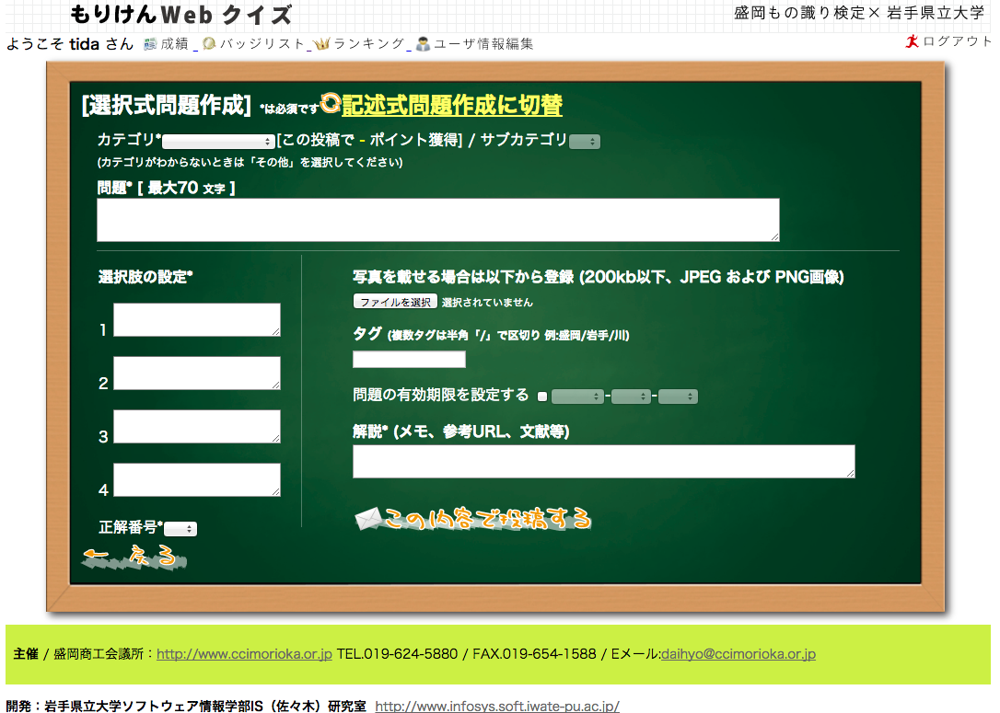 もりけんWeb クイズ
盛岡もの識り検定× 岩手県立大学
ようこそ tida さん 成績 _ バッジリスト_ ランキング_ ユーザ情報編集
ログアウト
[選択式問題作成] *は必須です 記述式問題作成に切替
カテゴリ* [この投稿で - ポイント獲得] / サブカテゴリ
(カテゴリがわからないときは「その他」を選択してください)
問題* [ 最大70 文字 ]
選択肢の設定*
1
2
3
4
正解番号*
← 戻る
写真を載せる場合は以下から登録 (200kb以下、JPEG および PNG画像)
ファイルを選択 選択されていません
タグ (複数タグは半角「/」で区切り 例:盛岡/岩手/川)
問題の有効期限を設定する - -
解説* (メモ、参考URL、文献等)
この内容で投稿する
主催 / 盛岡商工会議所：http://www.ccimorioka.or.jp TEL.019-624-5880 / FAX.019-654-1588 / Eメール:daihyo@ccimorioka.or.jp
開発：岩手県立大学ソフトウェア情報学部IS（佐々木）研究室 http://www.infosys.soft.iwate-pu.ac.jp/